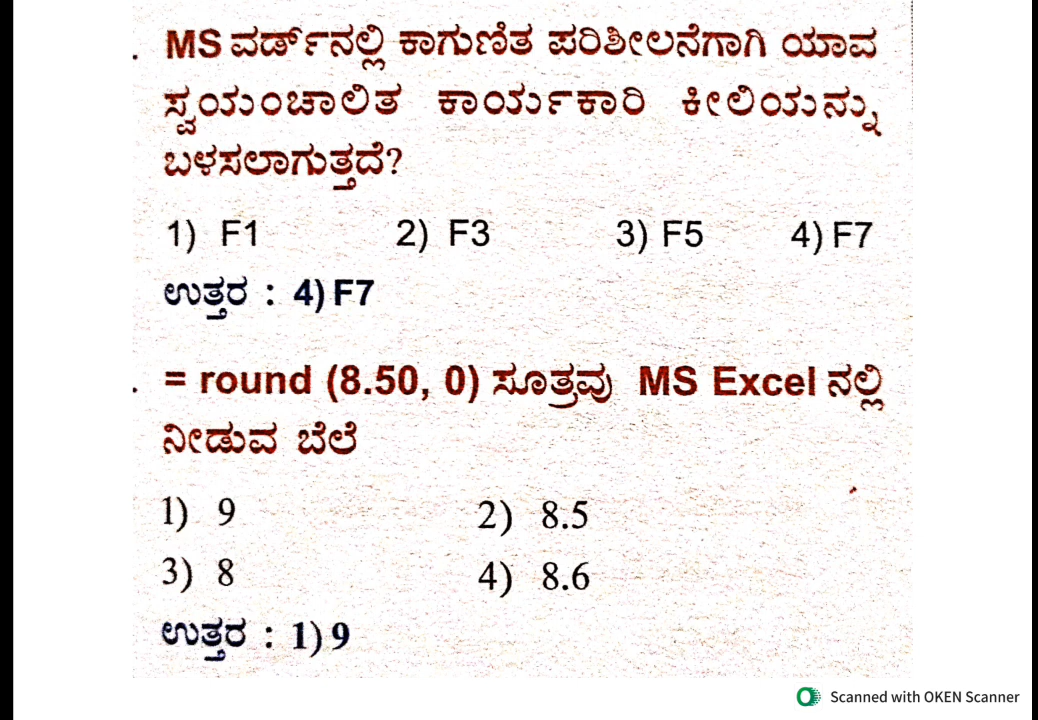 . MS ವರ್ಡ್‌ನಲ್ಲಿ ಕಾಗುಣಿತ ಪರಿಶೀಲನೆಗಾಗಿ ಯಾವ
ಸ್ವಯಂಚಾಲಿತ ಕಾರ್ಯಕಾರಿ ಕೀಲಿಯನ್ನು
ಬಳಸಲಾಗುತ್ತದೆ?
1) F1 2) F3 3) F5 4) F7
ಉತ್ತರ : 4) F7
. = round (8.50, 0) ಸೂತ್ರವು MS Excel ನಲ್ಲಿ
ನೀಡುವ ಬೆಲೆ
1) 9 2) 8.5
3) 8 4) 8.6
ಉತ್ತರ : 1) 9
Scanned with OKEN Scanner